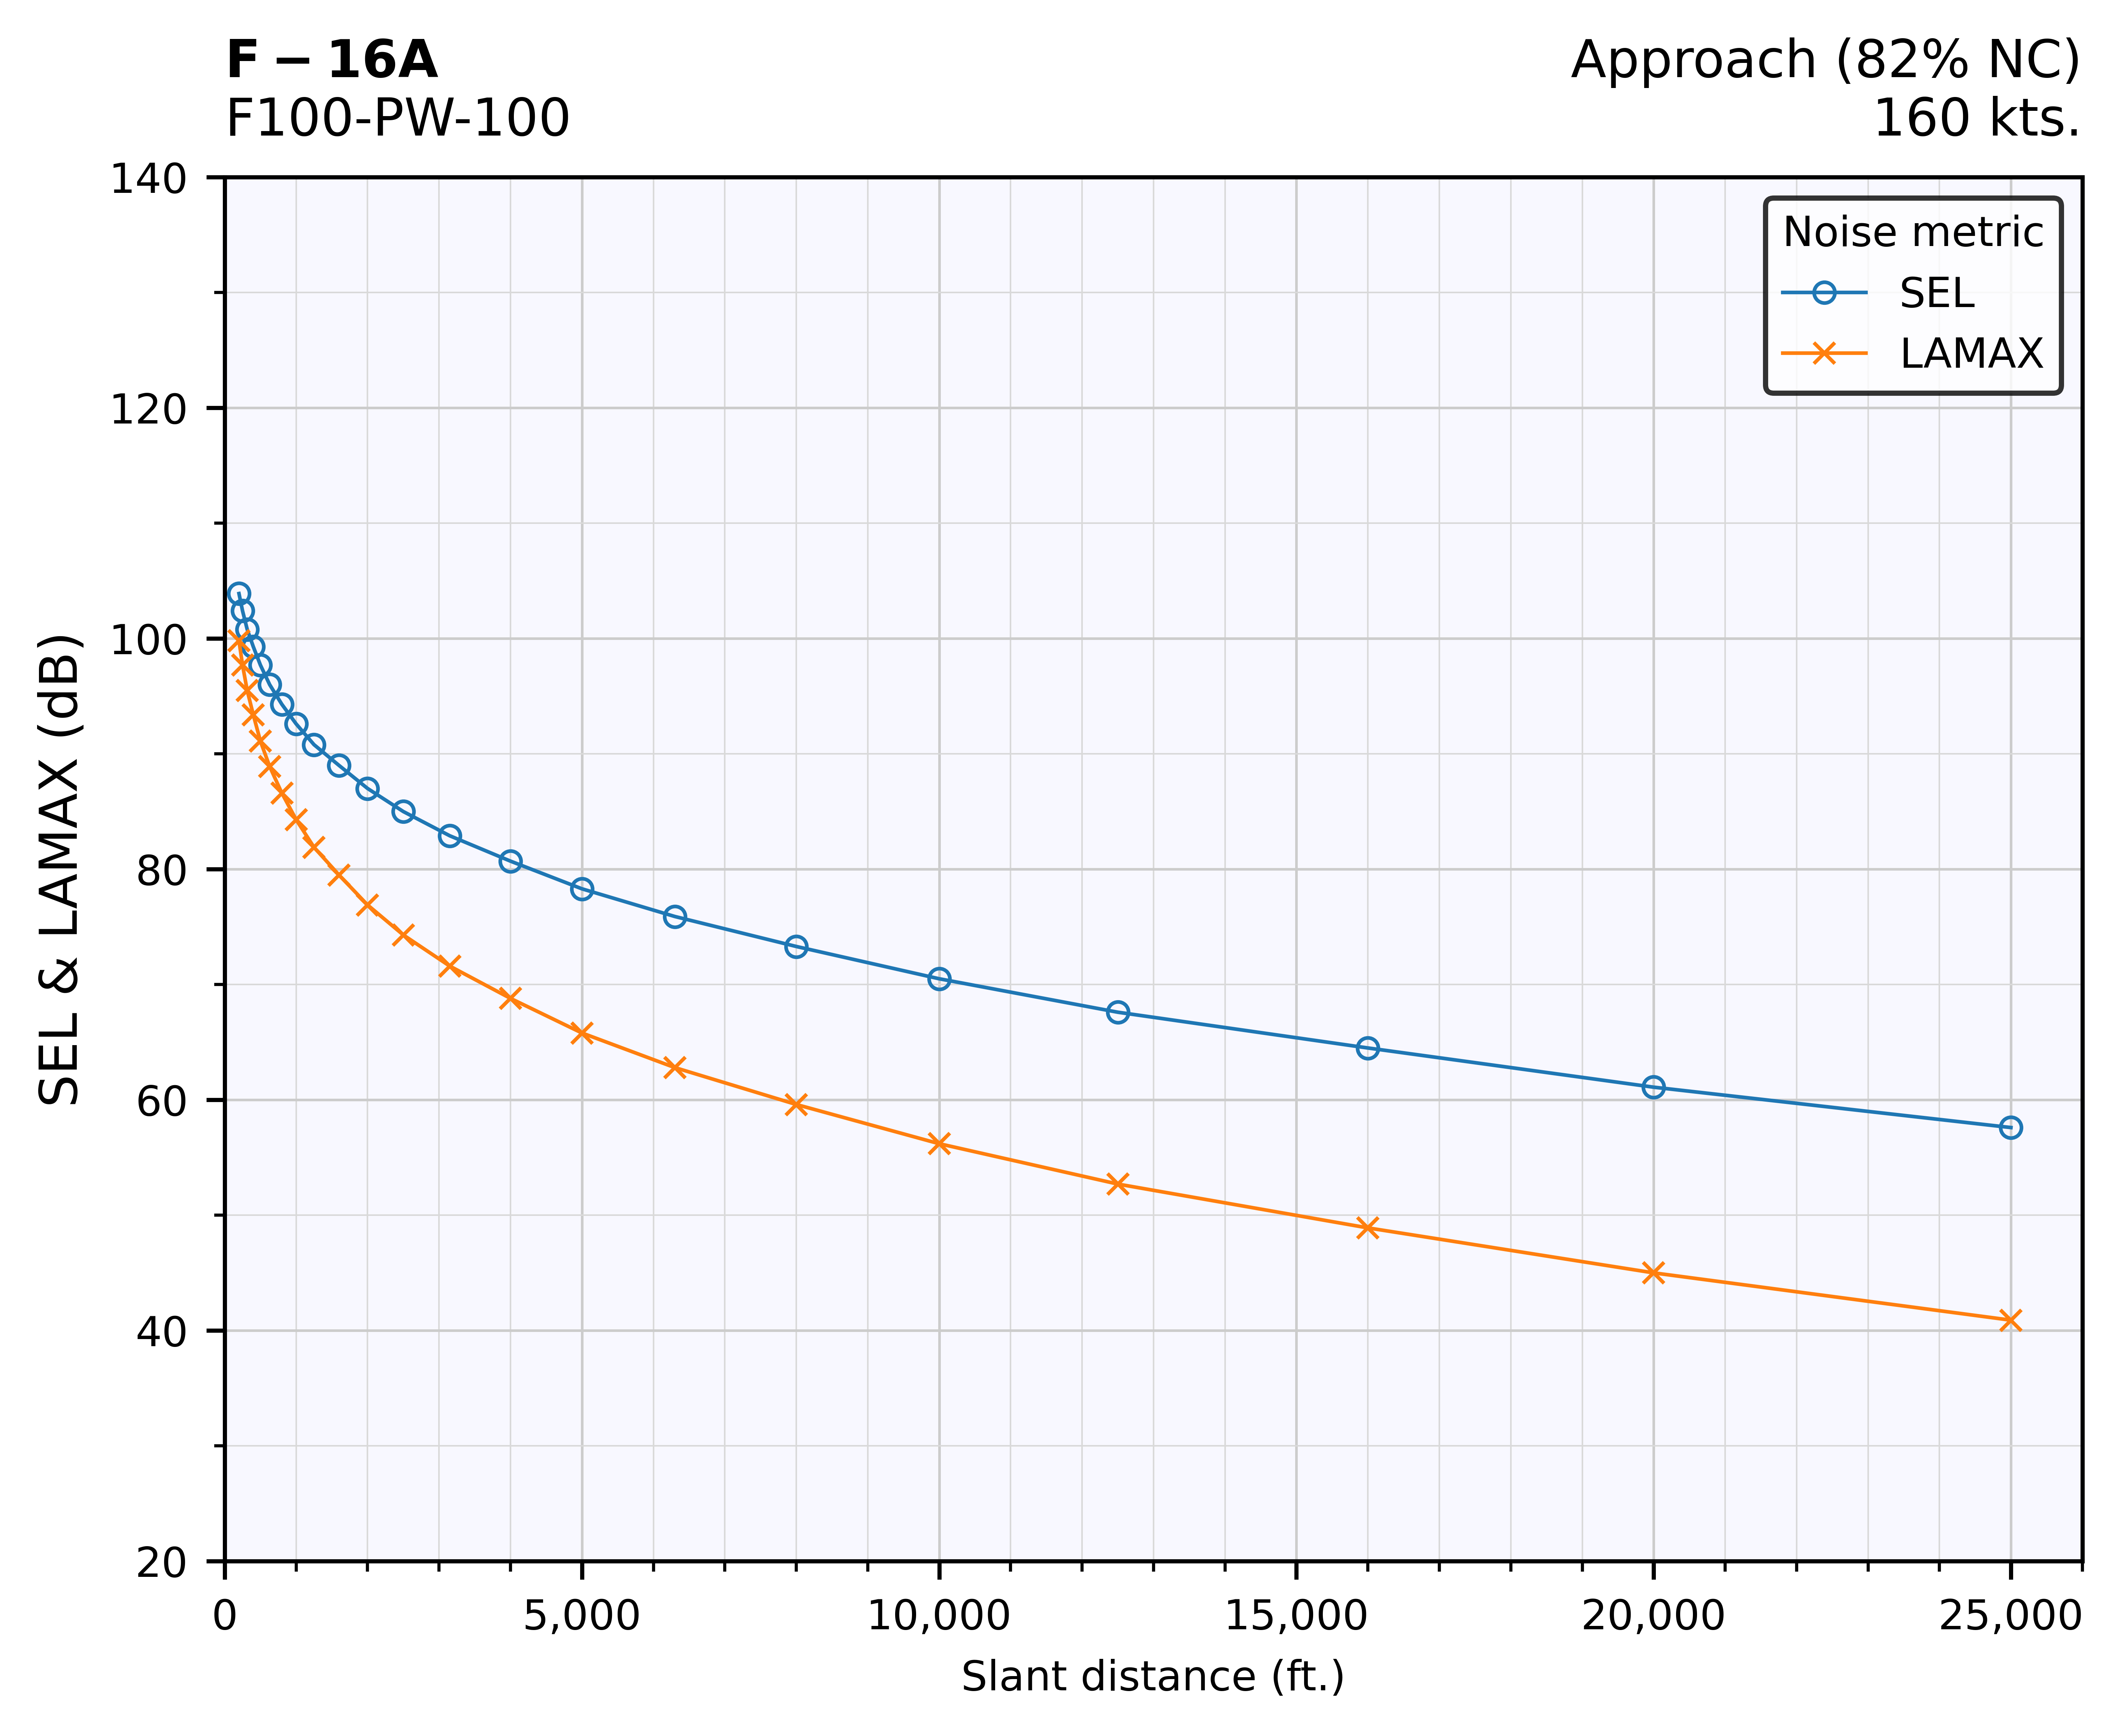 F − 16A
F100-PW-100
Approach (82% NC)
160 kts.
SEL & LAMAX (dB)
140
120
100
80
60
40
20
Noise metric
SEL
LAMAX
0
5,000
10,000
15,000
20,000
25,000
Slant distance (ft.)